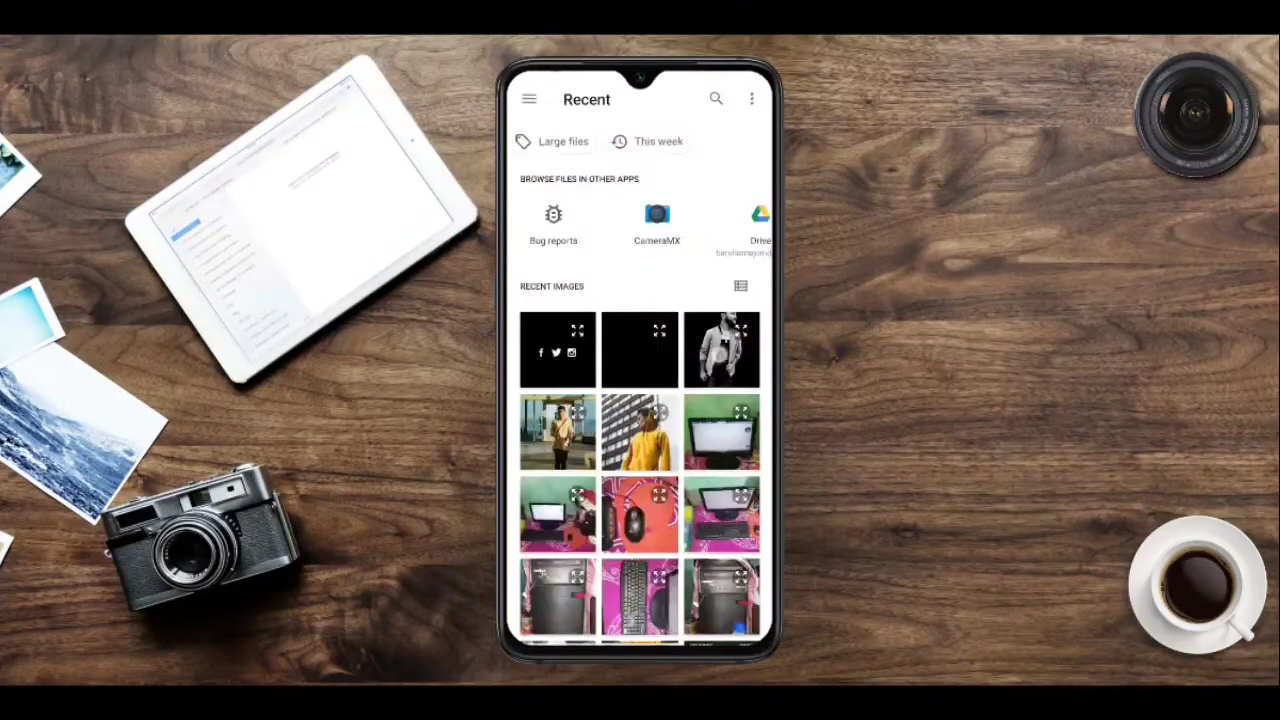 Recent
Large files
This week
BROWSE FILES IN OTHER APPS
Bug reports
CameraMX
Drive
RECENT IMAGES
f